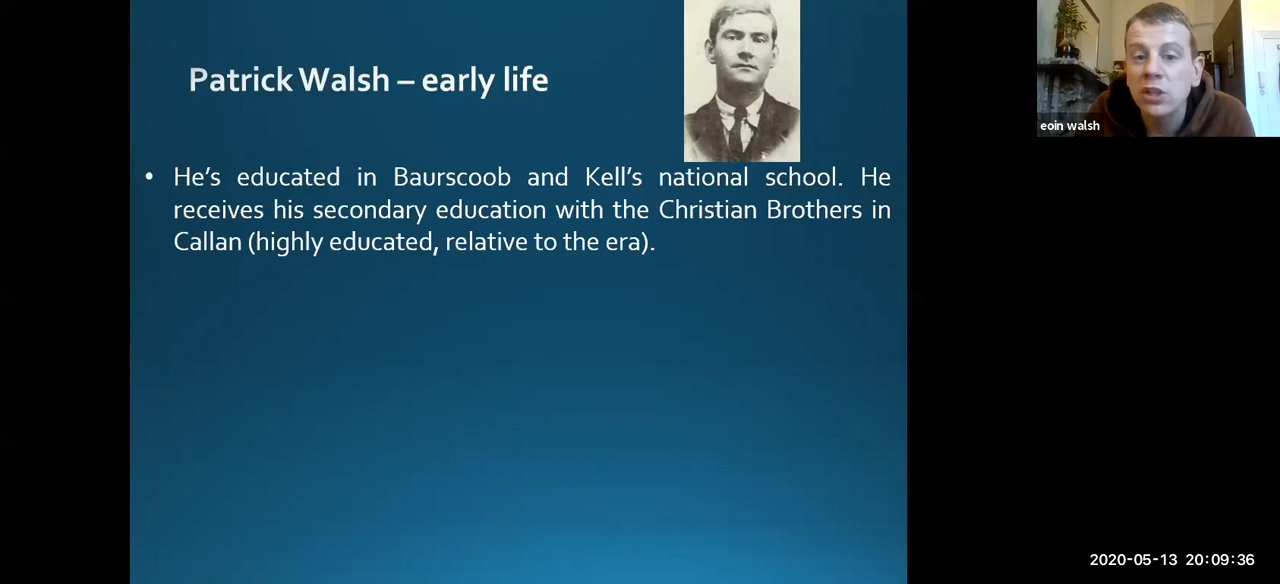 Patrick Walsh – early life
• He's educated in Baurscoob and Kell's national school. He
receives his secondary education with the Christian Brothers in
Callan (highly educated, relative to the era).
eoin walsh
2020-05-13 20:09:36